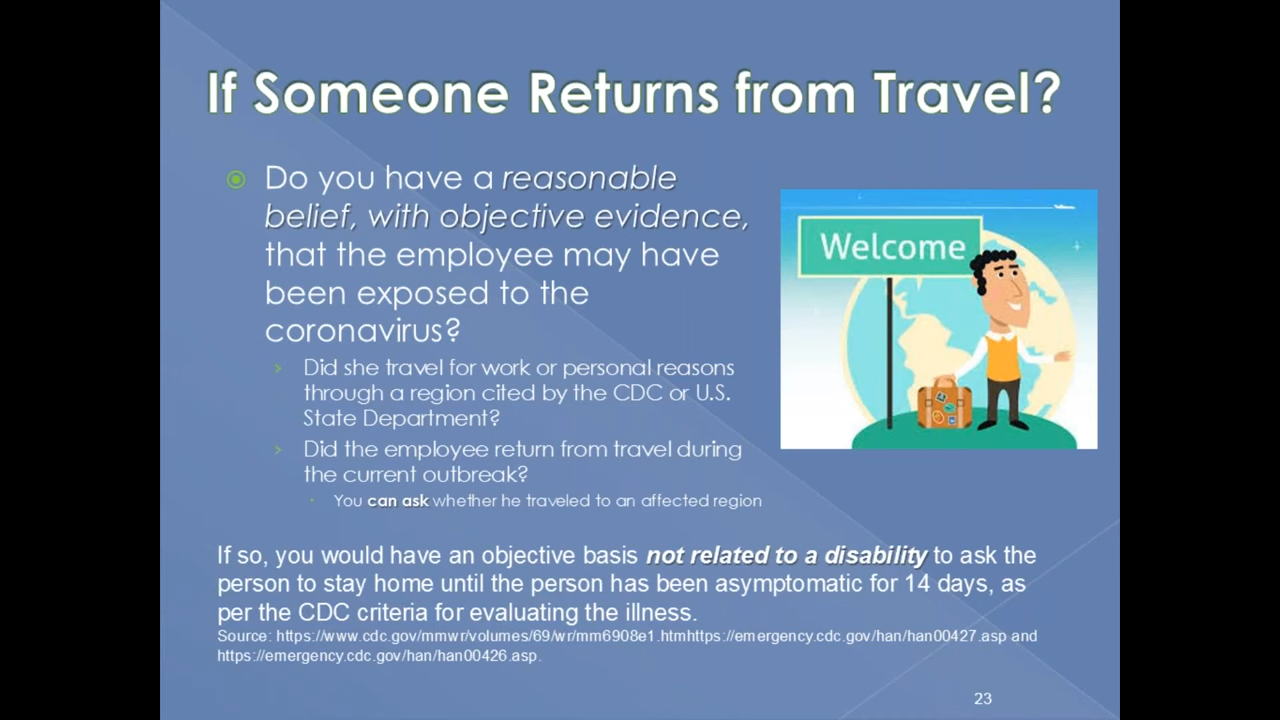 If Someone Returns from Travel?
Do you have a reasonable
belief, with objective evidence,
that the employee may have
been exposed to the
coronavirus?
Did she travel for work or personal reasons
through a region cited by the CDC or U.S.
State Department?
Did the employee return from travel during
the current outbreak?
You can ask whether he traveled to an affected region
Welcome
If so, you would have an objective basis not related to a disability to ask the
person to stay home until the person has been asymptomatic for 14 days, as
per the CDC criteria for evaluating the illness.
Source: https://www.cdc.gov/mmwr/volumes/69/wr/mm6908e1.htmhttps://emergency.cdc.gov/han/han00427.asp and
https://emergency.cdc.gov/han/han00426.asp.
23